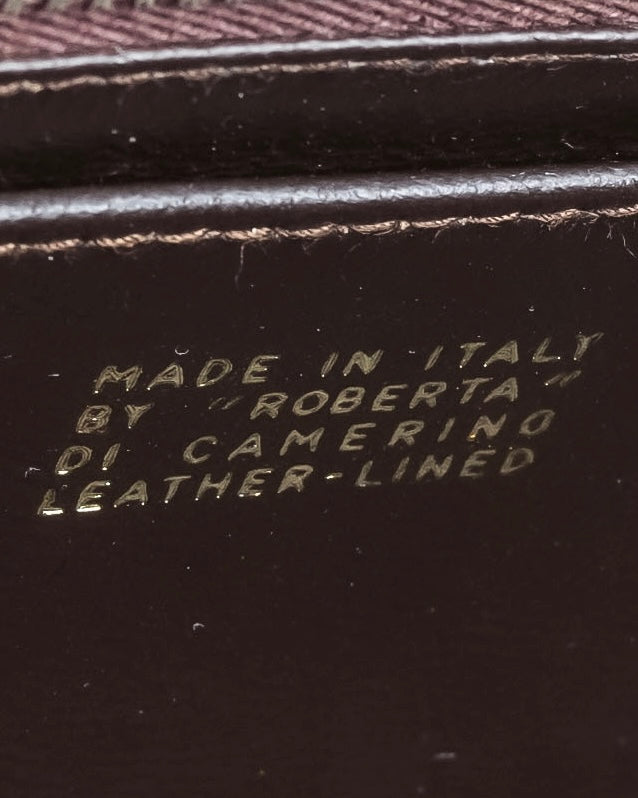 MADE IN ITALY
BY "ROBERTA"
DI CAMERINO
LEATHER-LINED